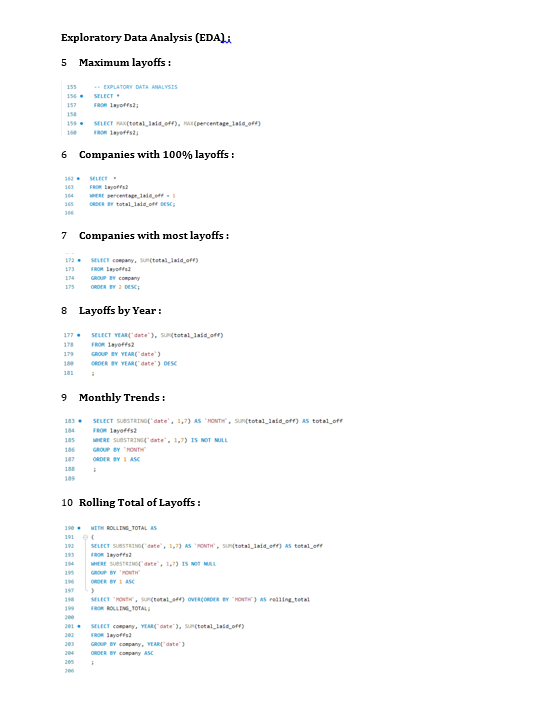 Exploratory Data Analysis (EDA) :
5 Maximum layoffs :
155 -- EXPLATORY DATA ANALYSIS
156 SELECT *
157 FROM layoffs2;
158
159 SELECT MAX(total_laid_off), MAX(percentage_laid_off)
160 FROM layoffs2;
6 Companies with 100% layoffs :
162 SELECT *
163 FROM layoffs2
164 WHERE percentage_laid_off = 1
165 ORDER BY total_laid_off DESC;
166
7 Companies with most layoffs :
172 SELECT company, SUM(total_laid_off)
173 FROM layoffs2
174 GROUP BY company
175 ORDER BY 2 DESC;
8 Layoffs by Year :
177 SELECT YEAR(`date`), SUM(total_laid_off)
178 FROM layoffs2
179 GROUP BY YEAR(`date`)
180 ORDER BY YEAR(`date`) DESC
181 ;
9 Monthly Trends :
183 SELECT SUBSTRING(`date`, 1,7) AS `MONTH`, SUM(total_laid_off) AS total_off
184 FROM layoffs2
185 WHERE SUBSTRING(`date`, 1,7) IS NOT NULL
186 GROUP BY `MONTH`
187 ORDER BY 1 ASC
188 ;
189
10 Rolling Total of Layoffs :
190 WITH ROLLING_TOTAL AS
191 (
192 SELECT SUBSTRING(`date`, 1,7) AS `MONTH`, SUM(total_laid_off) AS total_off
193 FROM layoffs2
194 WHERE SUBSTRING(`date`, 1,7) IS NOT NULL
195 GROUP BY `MONTH`
196 ORDER BY 1 ASC
197 )
198 SELECT `MONTH`, SUM(total_off) OVER(ORDER BY `MONTH`) AS rolling_total
199 FROM ROLLING_TOTAL;
200
201 SELECT company, YEAR(`date`), SUM(total_laid_off)
202 FROM layoffs2
203 GROUP BY company, YEAR(`date`)
204 ORDER BY company ASC
205 ;
206